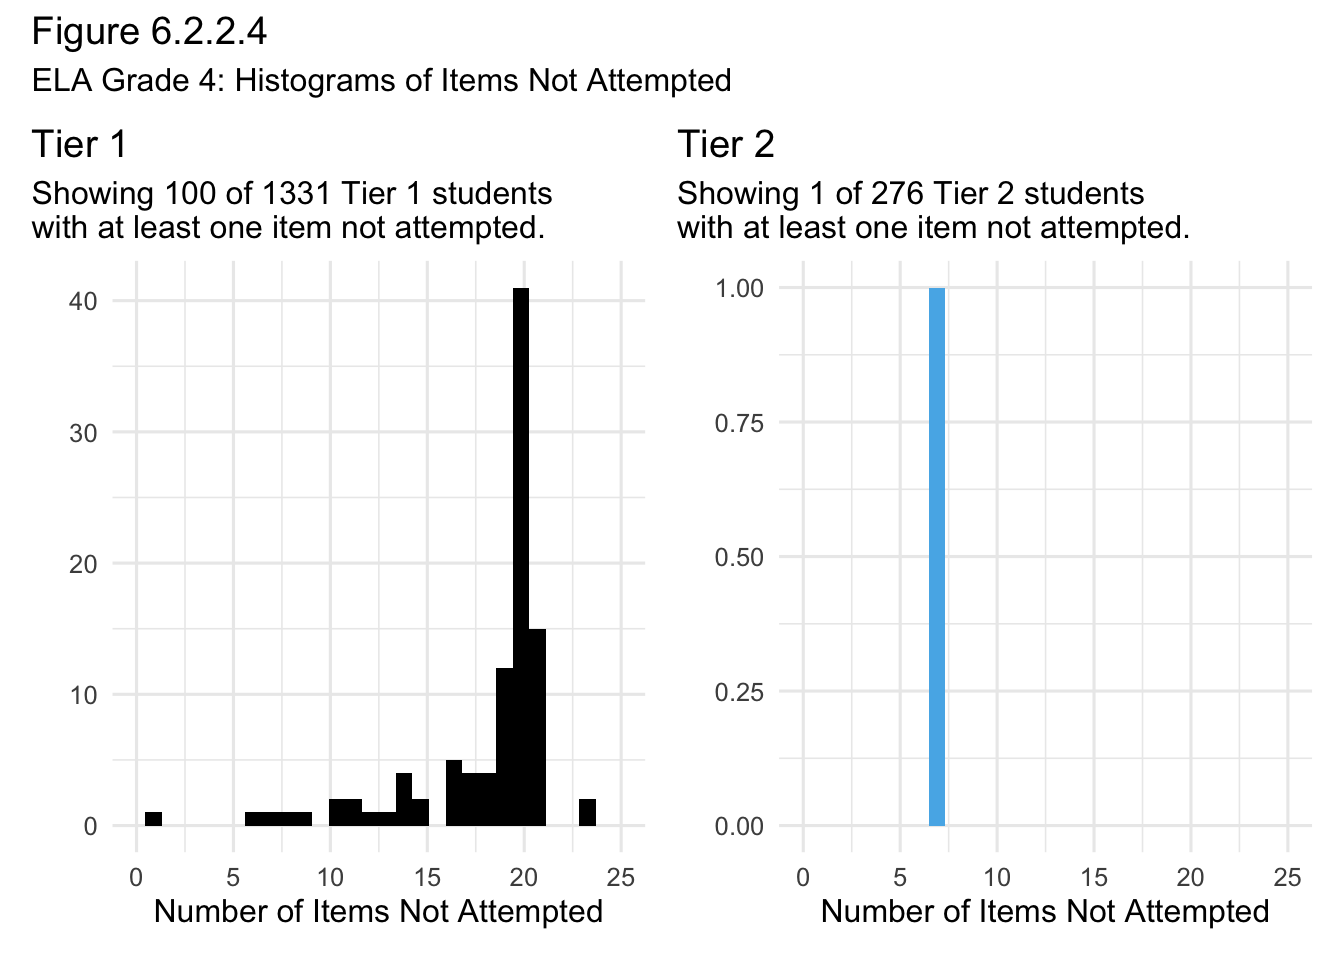 Figure 6.2.2.4
ELA Grade 4: Histograms of Items Not Attempted
Tier 1
Showing 100 of 1331 Tier 1 students
with at least one item not attempted.
40
30
20
10
0
0 5 10 15 20 25
Number of Items Not Attempted
Tier 2
Showing 1 of 276 Tier 2 students
with at least one item not attempted.
1.00
0.75
0.50
0.25
0.00
0 5 10 15 20 25
Number of Items Not Attempted